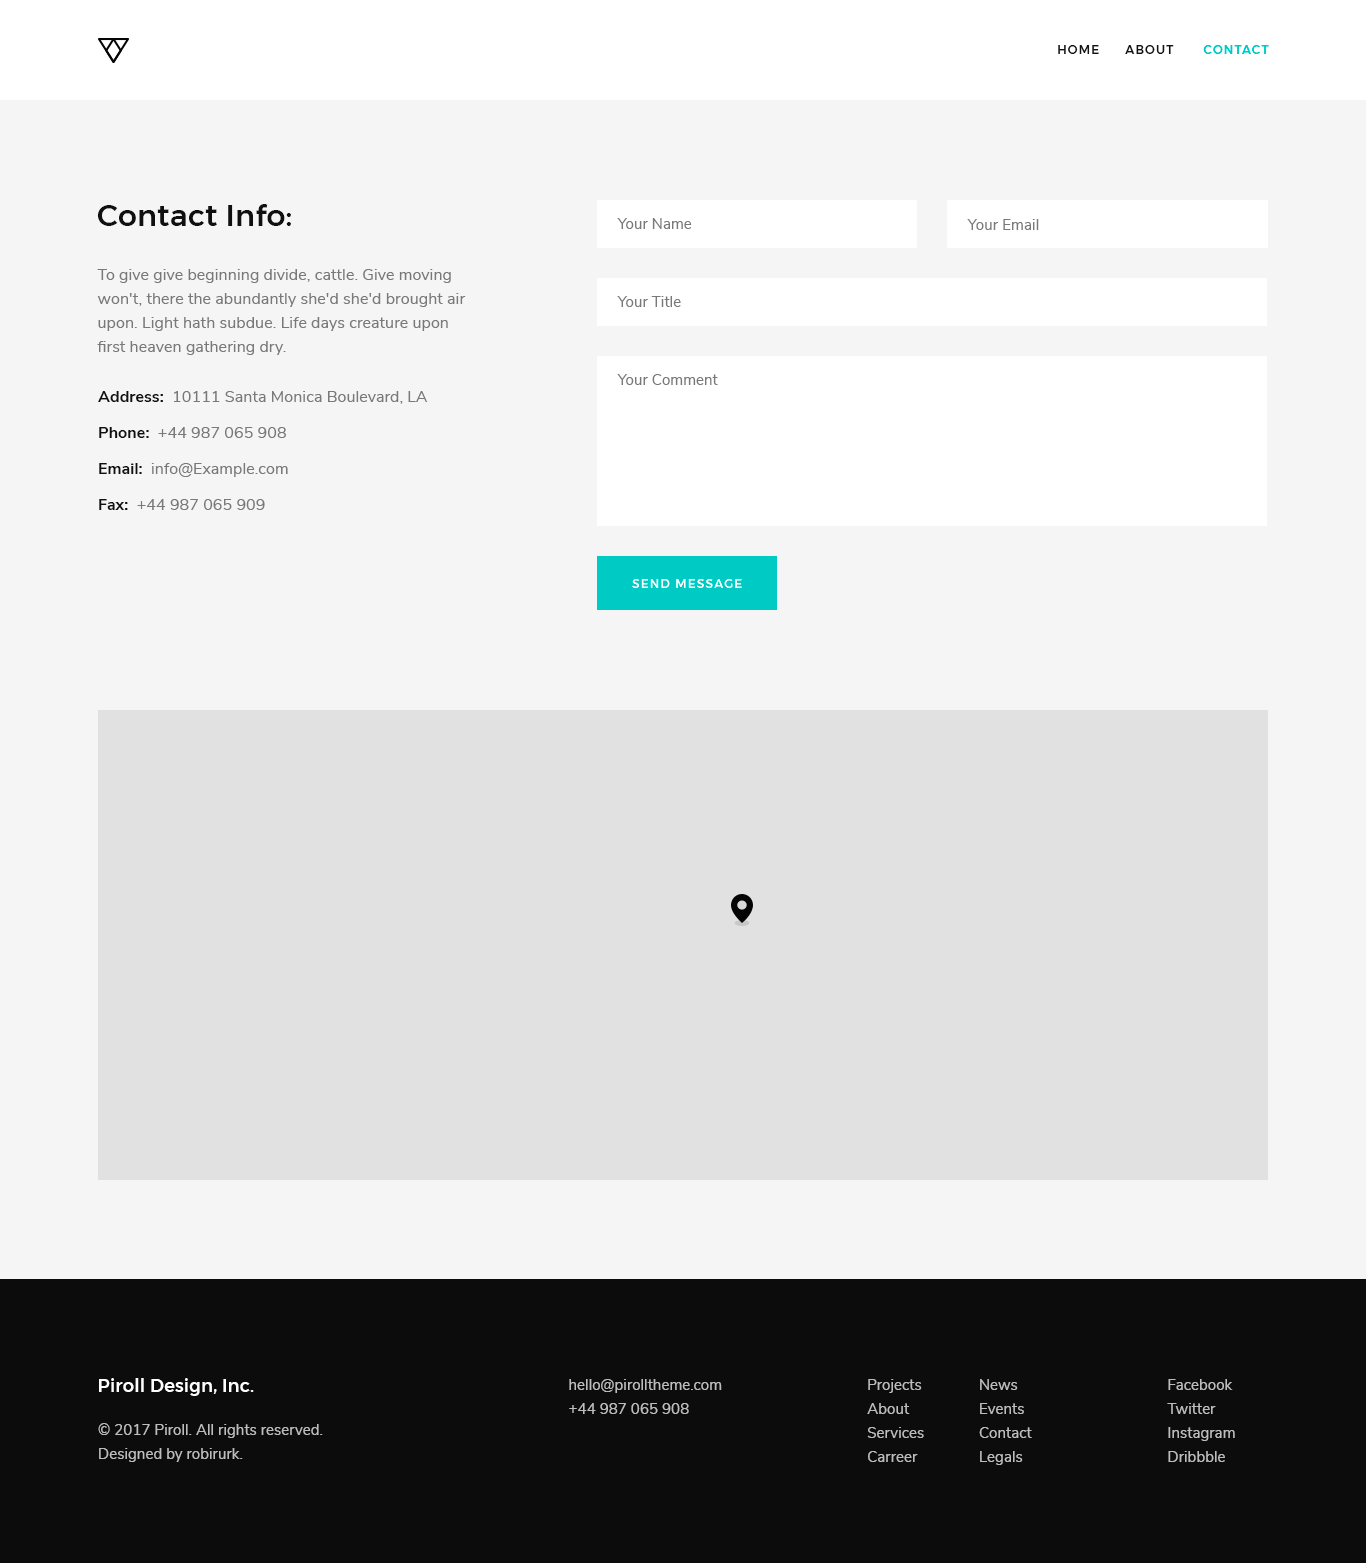 HOME ABOUT CONTACT
Contact Info:
To give give beginning divide, cattle. Give moving
won't, there the abundantly she'd she'd brought air
upon. Light hath subdue. Life days creature upon
first heaven gathering dry.
Address: 10111 Santa Monica Boulevard, LA
Phone: +44 987 065 908
Email: info@Example.com
Fax: +44 987 065 909
Your Name
Your Email
Your Title
Your Comment
SEND MESSAGE
Piroll Design, Inc.
© 2017 Piroll. All rights reserved.
Designed by robirurk.
hello@pirolltheme.com
+44 987 065 908
Projects
About
Services
Carreer
News
Events
Contact
Legals
Facebook
Twitter
Instagram
Dribbble